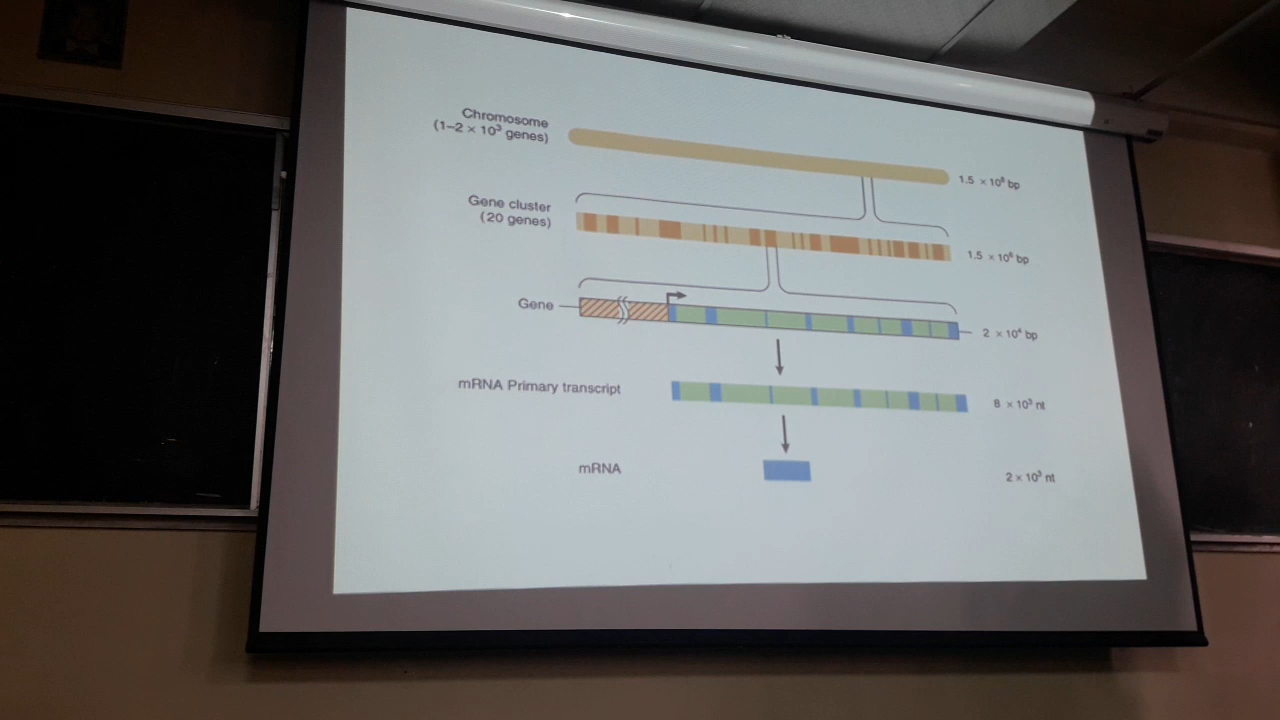 Chromosome
(1–2 × 10³ genes)
1.5 × 10⁸ bp
Gene cluster
(20 genes)
1.5 × 10⁶ bp
Gene
2 × 10⁴ bp
mRNA Primary transcript
8 × 10³ nt
mRNA
2 × 10³ nt